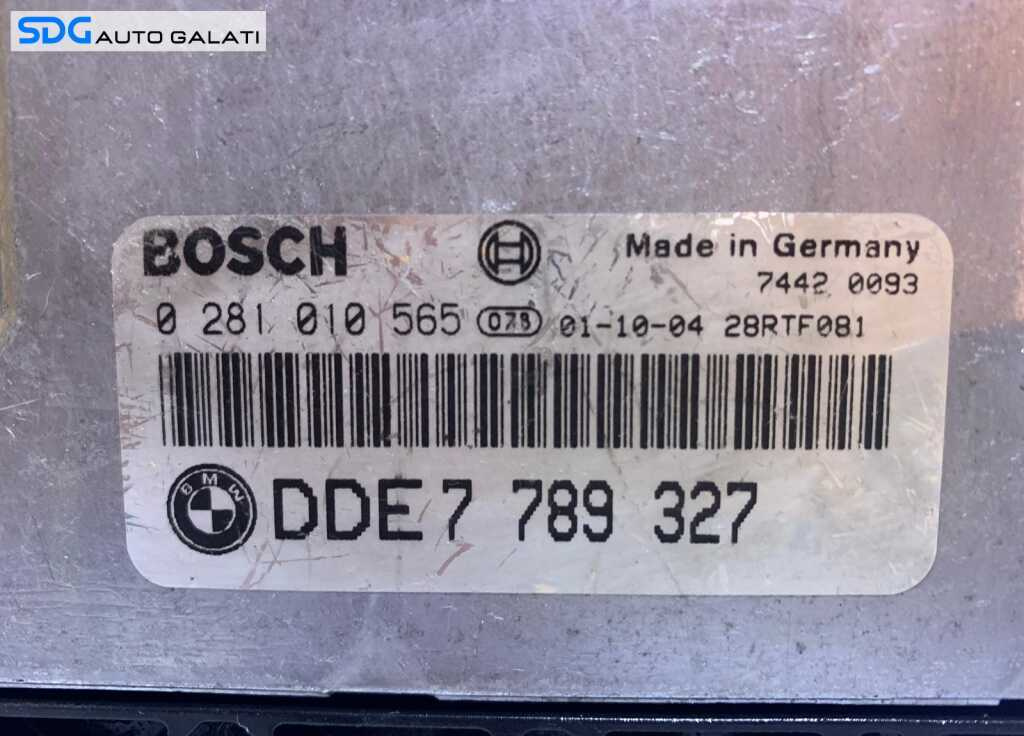 SDG AUTO GALATI
BOSCH
Made in Germany
7442 0093
0 281 010 565 078 01-10-04 28RTF081
BMW DDE 7 789 327